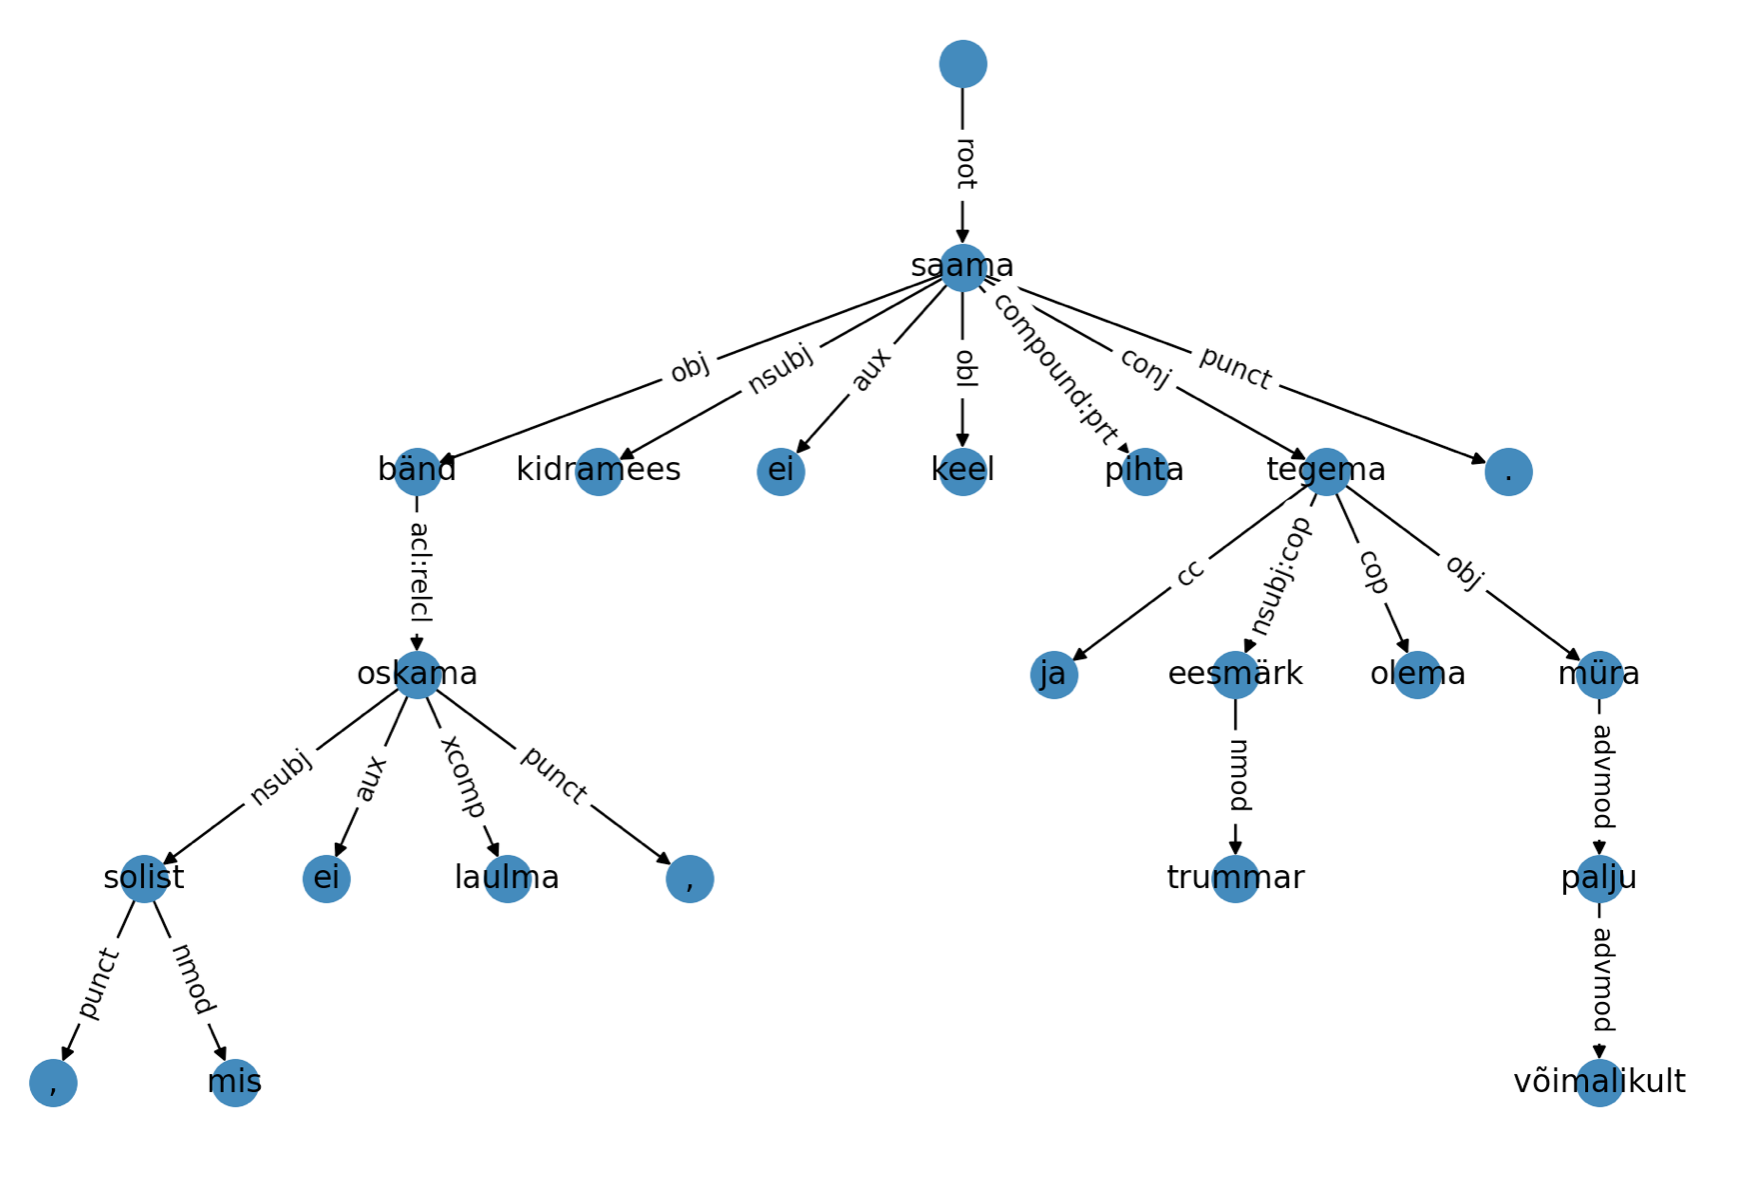 root
saama
obj nsubj aux obl compound:prt conj punct
bänd kidramees ei keel pihta tegema .
acl:relcl cc nsubj:cop cop obj
oskama ja eesmärk olema müra
nsubj aux xcomp punct nmod advmod
solist ei laulma , trummar palju
punct nmod advmod
, mis võimalikult